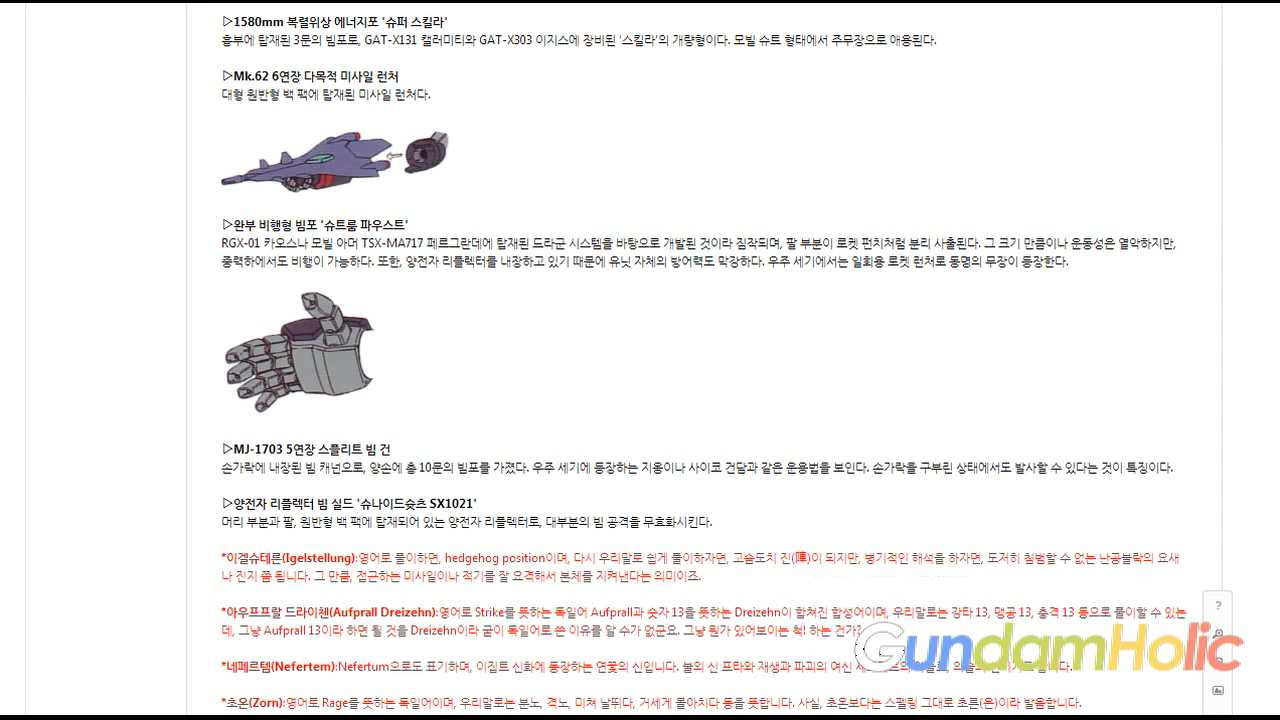 ▷1580mm 복렬위상 에너지포 '슈퍼 스킬라'
흉부에 탑재된 3문의 빔포로, GAT-X131 캘러미티와 GAT-X303 이지스에 장비된 '스킬라'의 개량형이다. 모빌 슈트 형태에서 주무장으로 애용된다.
▷Mk.62 6연장 다목적 미사일 런처
대형 원반형 백 팩에 탑재된 미사일 런처다.
▷완부 비행형 빔포 '슈트룸 파우스트'
RGX-01 카오스나 모빌 아머 TSX-MA717 페르그란데에 탑재된 드라군 시스템을 바탕으로 개발된 것이라 짐작되며, 팔 부분이 로켓 펀치처럼 분리 사출된다. 그 크기 만큼이나 운동성은 열악하지만,
중력하에서도 비행이 가능하다. 또한, 양전자 리플렉터를 내장하고 있기 때문에 유닛 자체의 방어력도 막강하다. 우주 세기에서는 일회용 로켓 런처로 동명의 무장이 등장한다.
▷MJ-1703 5연장 스플리트 빔 건
손가락에 내장된 빔 캐넌으로, 양손에 총 10문의 빔포를 가졌다. 우주 세기에 등장하는 지옹이나 사이코 건담과 같은 운용법을 보인다. 손가락을 구부린 상태에서도 발사할 수 있다는 것이 특징이다.
▷양전자 리플렉터 빔 실드 '슈나이드슛츠 SX1021'
머리 부분과 팔, 원반형 백 팩에 탑재되어 있는 양전자 리플렉터로, 대부분의 빔 공격을 무효화시킨다.
*이겔슈테른(Igelstellung):영어로 풀이하면, hedgehog position이며, 다시 우리말로 쉽게 풀이하자면, 고슴도치 진(陣)이 되지만, 병기적인 해석을 하자면, 도저히 침범할 수 없는 난공불락의 요새
나 진지 쯤 됩니다. 그 만큼, 접근하는 미사일이나 적기를 잘 요격해서 본체를 지켜낸다는 의미이죠.
*아우프프랄 드라이첸(Aufprall Dreizehn):영어로 Strike를 뜻하는 독일어 Aufprall과 숫자 13을 뜻하는 Dreizehn이 합쳐진 합성어이며, 우리말로는 강타 13, 맹공 13, 충격 13 등으로 풀이할 수 있는
데, 그냥 Aufprall 13이라 하면 될 것을 Dreizehn이라 굳이 독일어로 쓴 이유를 알 수가 없군요. 그냥 뭔가 있어보이는 척! 하는 건가?
GundamHolic
*네페르템(Nefertem):Nefertum으로도 표기하며, 이집트 신화에 등장하는 연꽃의 신입니다. 불의 신 프타와 재생과 파괴의 여신
*초온(Zorn):영어로 Rage를 뜻하는 독일어이며, 우리말로는 분노, 격노, 미쳐 날뛰다, 거세게 몰아치다 등을 뜻합니다. 사실, 초온보다는 스펠링 그대로 초른(은)이라 발음합니다.
?